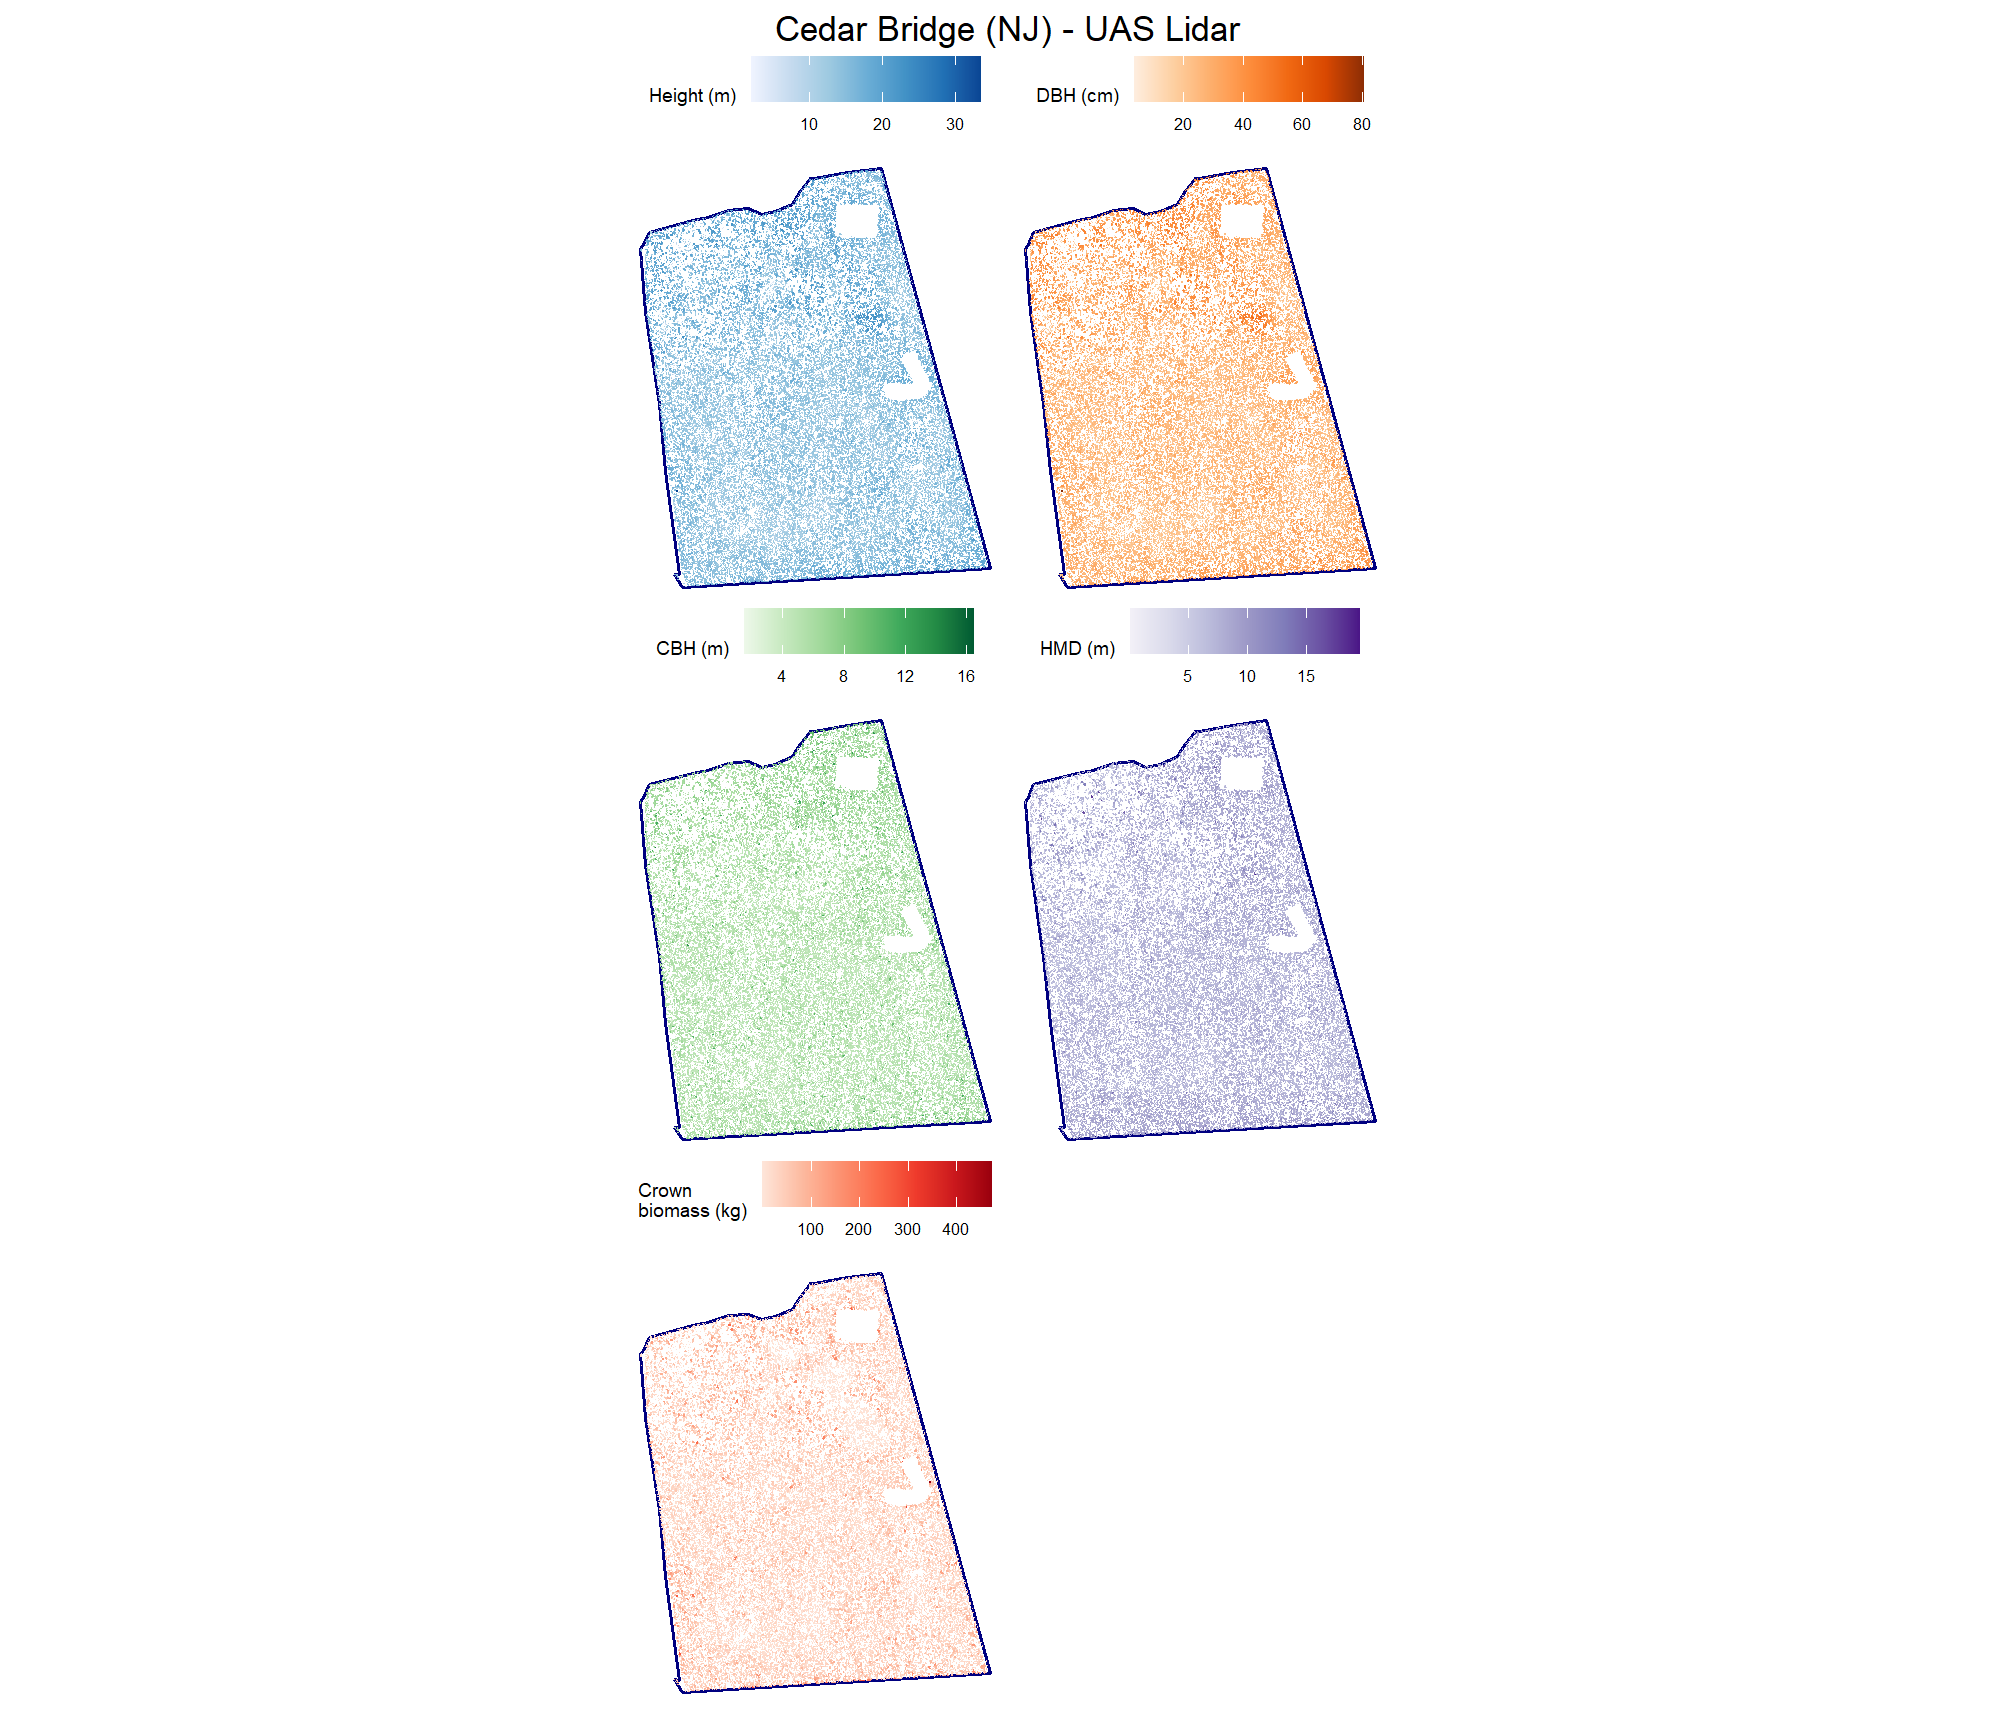 Cedar Bridge (NJ) - UAS Lidar
Height (m)
10 20 30
DBH (cm)
20 40 60 80
CBH (m)
4 8 12 16
HMD (m)
5 10 15
Crown
biomass (kg)
100 200 300 400